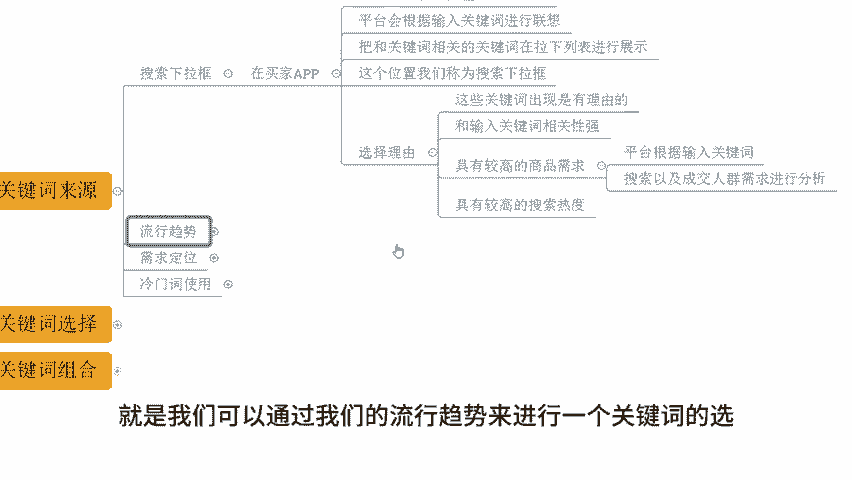 平台会根据输入关键词进行联想
把和关键词相关的关键词在拉下列表进行展示
搜索下拉框
在买家APP
这个位置我们称为搜索下拉框
这些关键词出现是有理由的
和输入关键词相关性强
选择理由
具有较高的商品需求
平台根据输入关键词
搜索以及成交人群需求进行分析
具有较高的搜索热度
关键词来源
流行趋势
需求定位
冷门词使用
关键词选择
关键词组合
就是我们可以通过我们的流行趋势来进行一个关键词的选